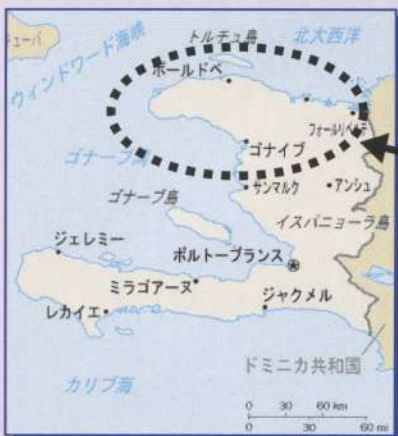 キューバ
ウィンドワード海峡
北大西洋
トルチュ島
ポールドペ
フォールリベルテ
ゴナイブ
ゴナーブ湾
サンマルク
アンシュ
ゴナーブ島
イスパニョーラ島
ジェレミー
ポルトープランス
ミラゴアーヌ
ジャクメル
レカイエ
ドミニカ共和国
カリブ海
0 30 60 km
0 30 60 mi